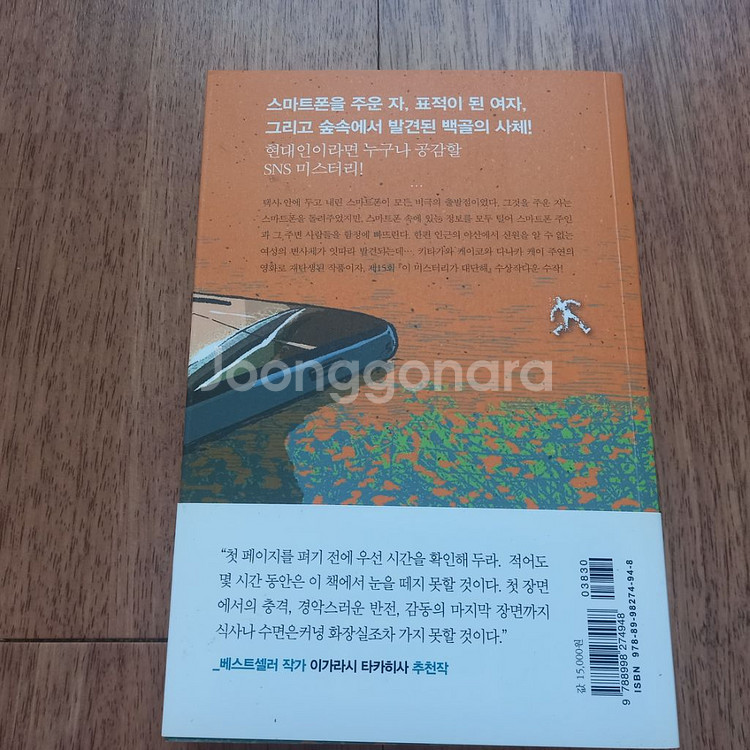 스마트폰을 주운 자, 표적이 된 여자,
그리고 숲속에서 발견된 백골의 사체!
현대인이라면 누구나 공감할
SNS 미스터리!
...
택시 안에 두고 내린 스마트폰이 모든 비극의 출발점이었다. 그것을 주운 자는
스마트폰을 돌려주었지만, 스마트폰 속에 있는 정보를 모두 털어 스마트폰 주인
과 그 주변 사람들을 함정에 빠뜨린다. 한편 인근의 야산에서 신원을 알 수 없는
여성의 변사체가 잇따라 발견되는데…. 키타가와 케이코와 다나카 케이 주연의
영화로 재탄생된 작품이자, 제15회 『이 미스터리가 대단해』 수상작다운 수작!
Joonggonara
“첫 페이지를 펴기 전에 우선 시간을 확인해 두라. 적어도
몇 시간 동안은 이 책에서 눈을 떼지 못할 것이다. 첫 장면
에서의 충격, 경악스러운 반전, 감동의 마지막 장면까지
식사나 수면은커녕 화장실조차 가지 못할 것이다.”
_베스트셀러 작가 이가라시 타카히사 추천작
값 15,000원
03830
9 788998 274948
ISBN 978-89-98274-94-8